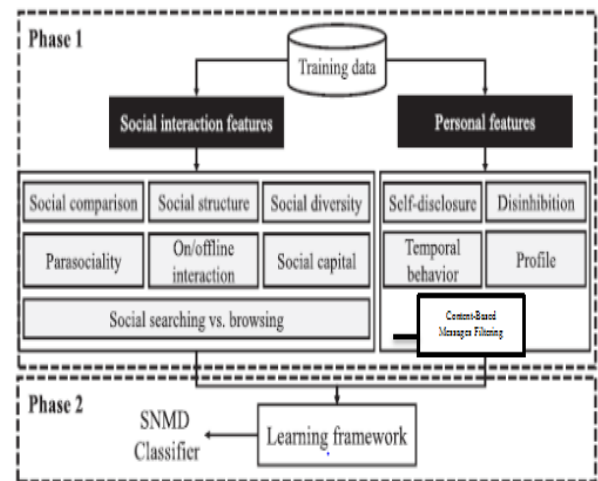 Phase 1
Training data
Social interaction features
Personal features
Social comparison
Social structure
Social diversity
Self-disclosure
Disinhibition
Parasociality
On/offline
interaction
Social capital
Temporal
behavior
Profile
Social searching vs. browsing
Content-Based
Messages Filtering
Phase 2
SNMD
Classifier
Learning framework